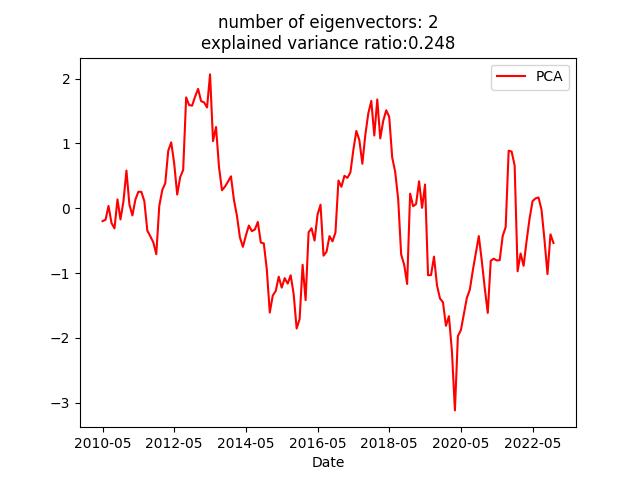 number of eigenvectors: 2
explained variance ratio:0.248
PCA
2
1
0
−1
−2
−3
2010-05 2012-05 2014-05 2016-05 2018-05 2020-05 2022-05
Date